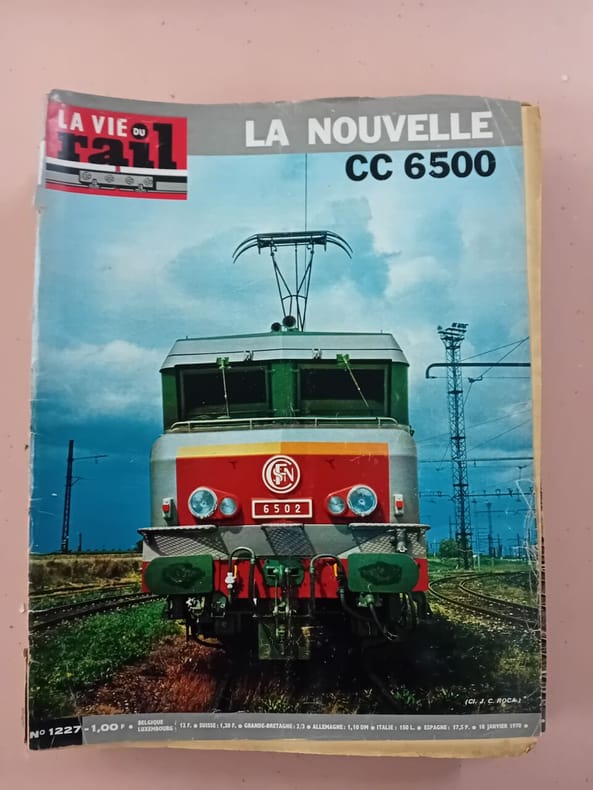 LA VIE DU
rail
LA NOUVELLE
CC 6500
SNCF
6502
(Cl. J. C. ROCA.)
N° 1227 - 1,00 F • BELGIQUE LUXEMBOURG : 13 F. • SUISSE : 1,30 F. • GRANDE-BRETAGNE : 2/3 • ALLEMAGNE : 1,10 DM • ITALIE : 150 L. • ESPAGNE : 17,5 P. • 18 JANVIER 1970 •